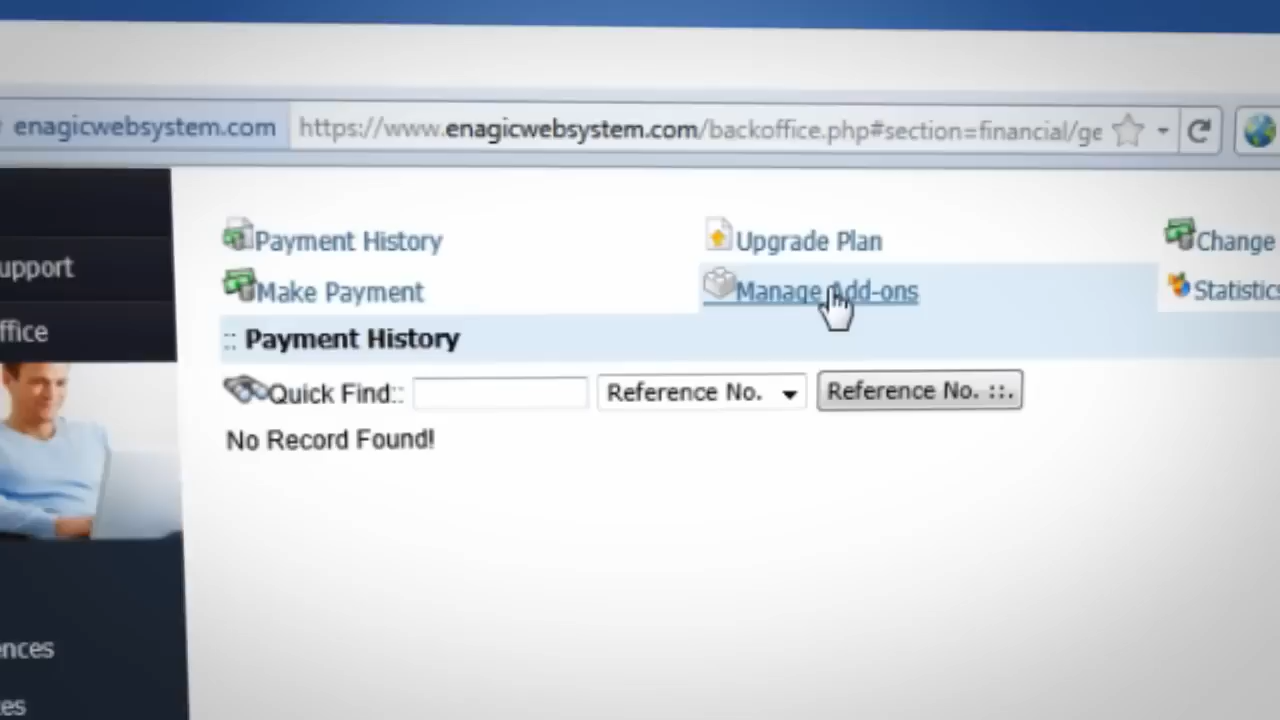 enagicwebsystem.com https://www.enagicwebsystem.com/backoffice.php#section=financial/ge
Payment History Upgrade Plan Change
upport
Make Payment Manage Add-ons Statistics
ffice
:: Payment History
Quick Find:: Reference No. Reference No. ::.
No Record Found!
ences
es